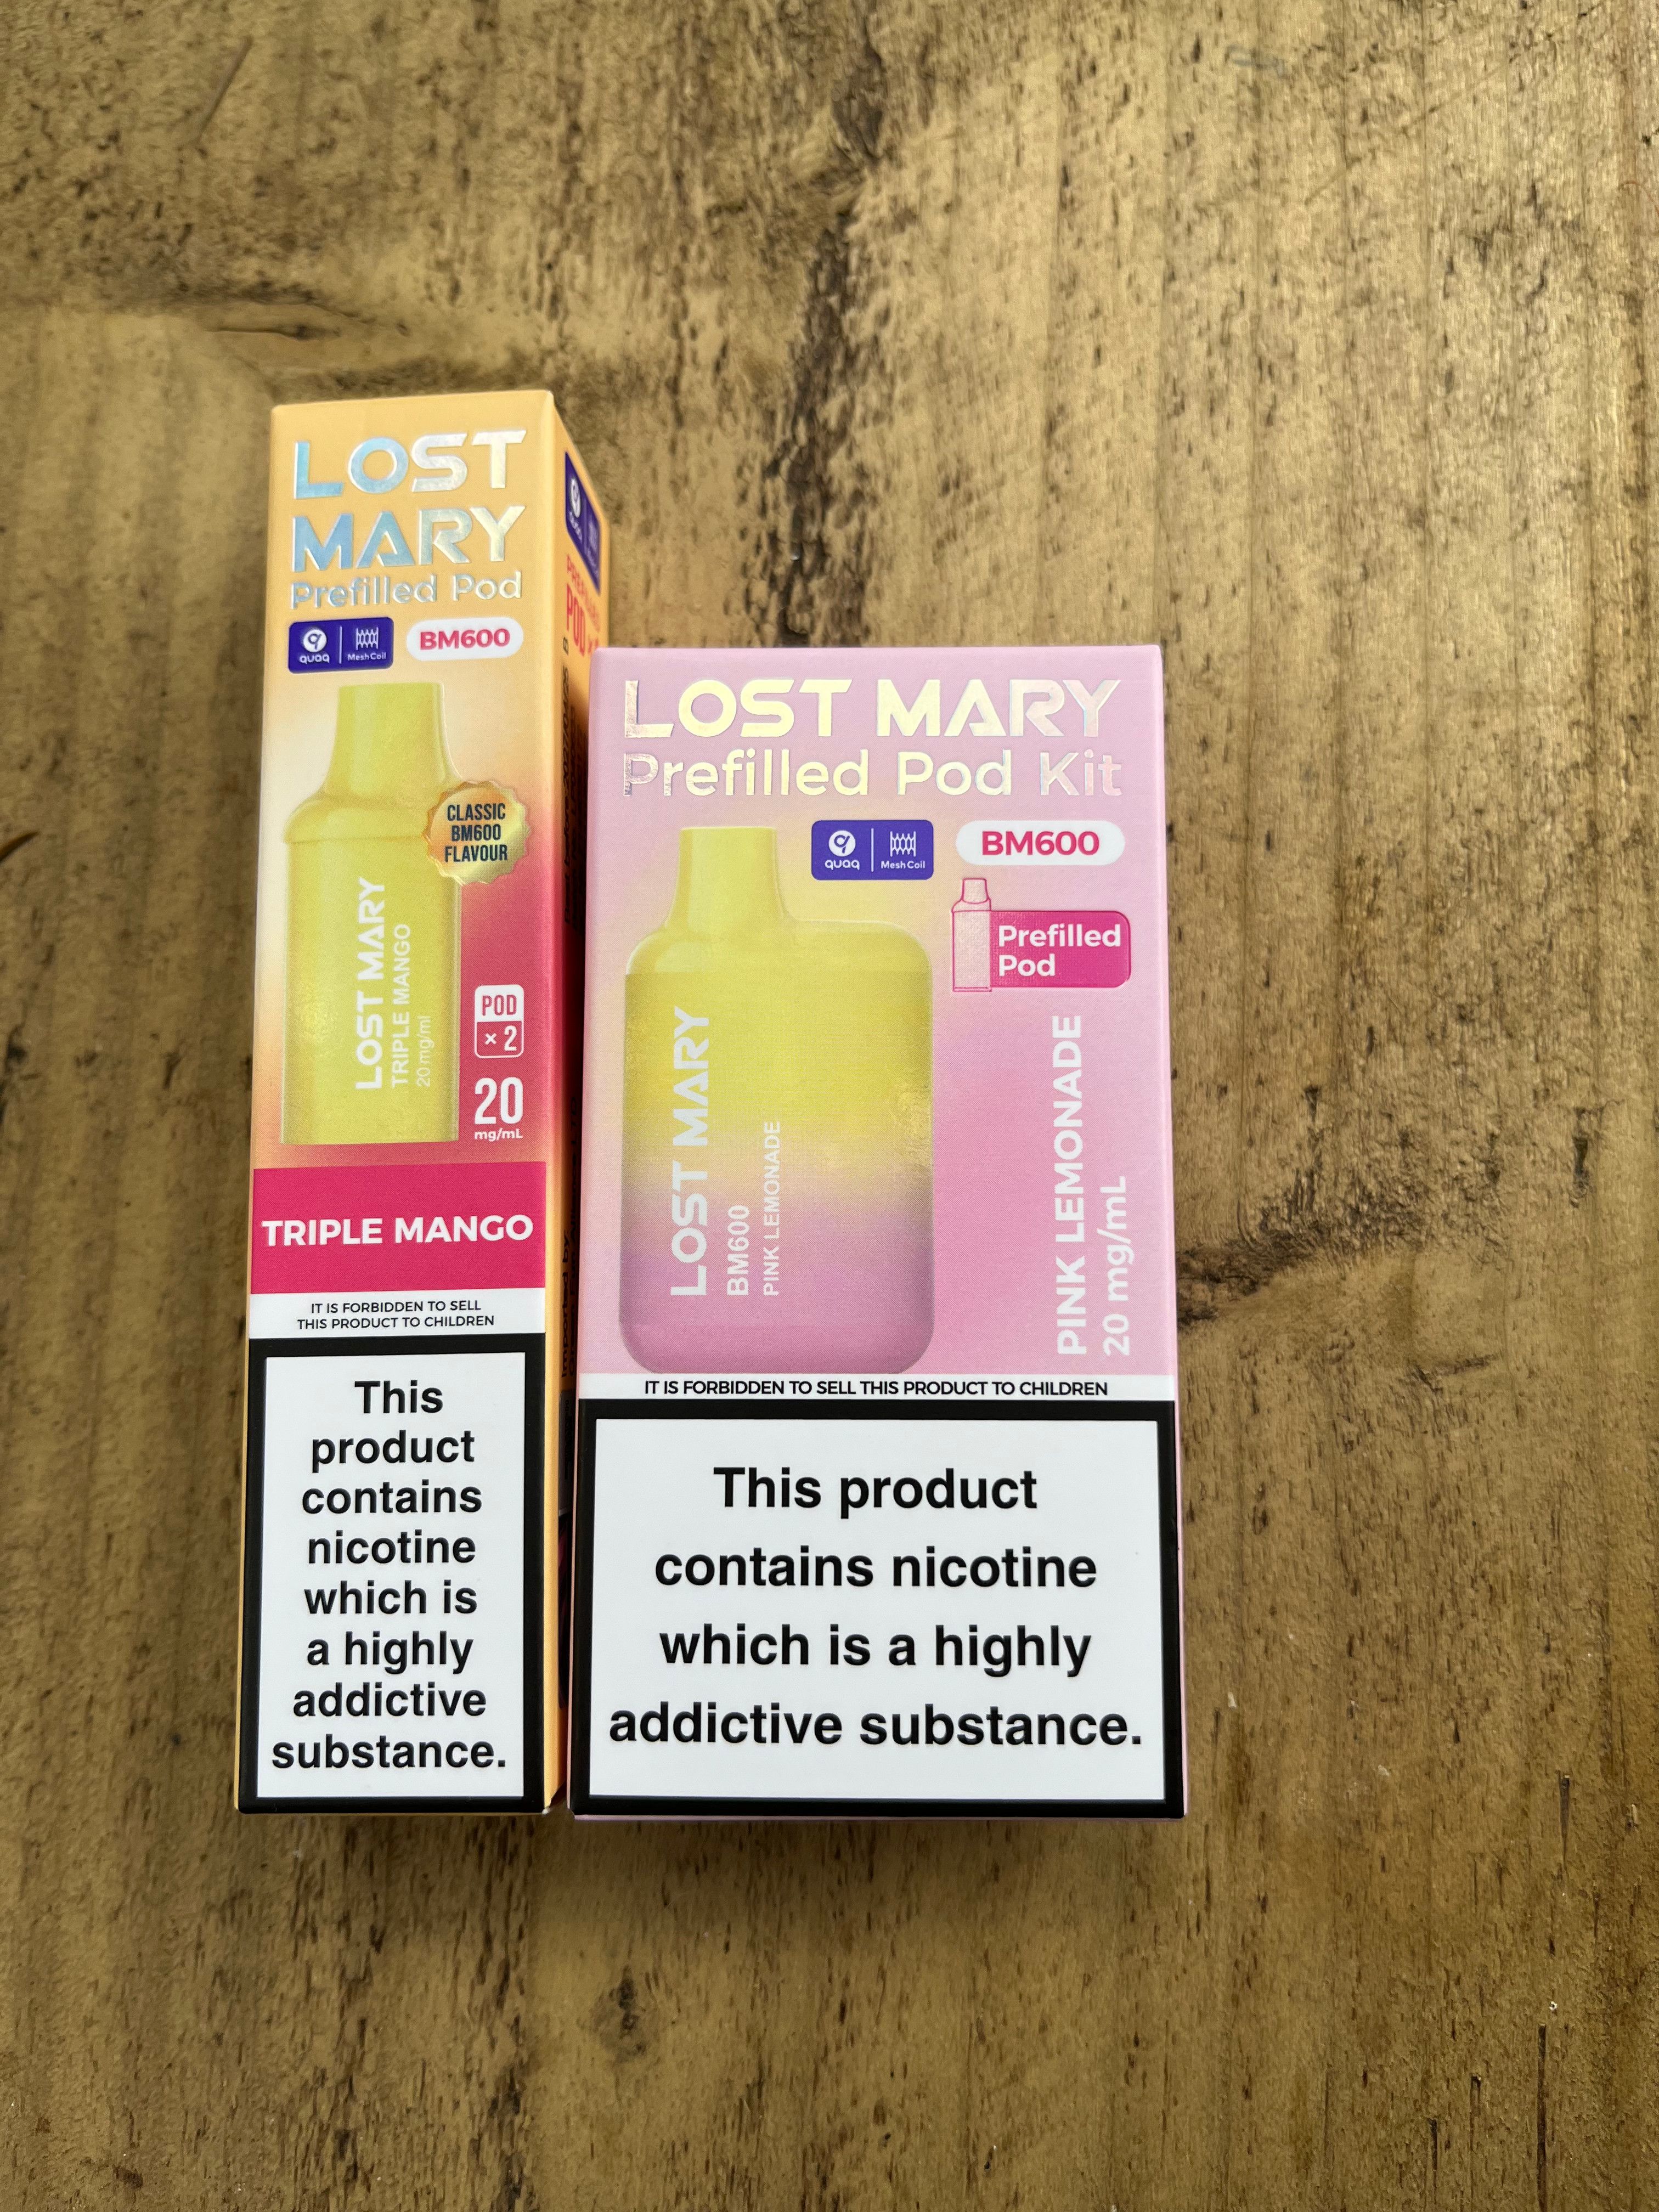 LOST
MARY
Prefilled Pod
quaq
Mesh Coil
BM600
CLASSIC
BM600
FLAVOUR
LOST MARY
TRIPLE MANGO
20 mg/ml
POD
× 2
20
mg/mL
TRIPLE MANGO
IT IS FORBIDDEN TO SELL
THIS PRODUCT TO CHILDREN
This
product
contains
nicotine
which is
a highly
addictive
substance.
LOST MARY
Prefilled Pod Kit
quaq
Mesh Coil
BM600
Prefilled
Pod
LOST MARY
BM600
PINK LEMONADE
PINK LEMONADE
20 mg/mL
IT IS FORBIDDEN TO SELL THIS PRODUCT TO CHILDREN
This product
contains nicotine
which is a highly
addictive substance.